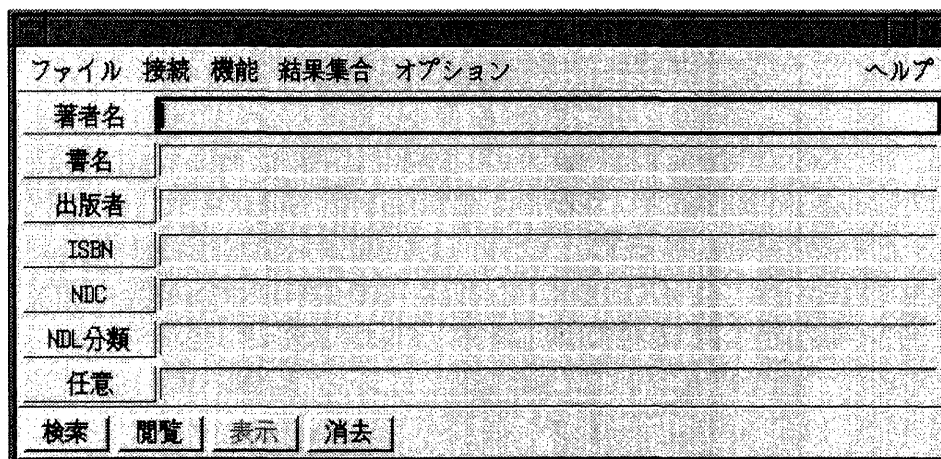 ファイル 接続 機能 結果集合 オプション ヘルプ
著者名
書名
出版者
ISBN
NDC
NDL分類
任意
検索 閲覧 表示 消去